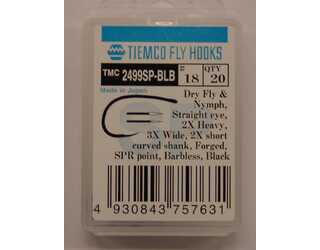 TIEMCO FLY HOOKS
TMC 2499SP-BLB
# 18 QTY 20
Made in Japan
Dry Fly &
Nymph,
Straight eye,
2X Heavy,
3X Wide, 2X short
curved shank, Forged,
SPR point, Barbless, Black
4 930843 757631